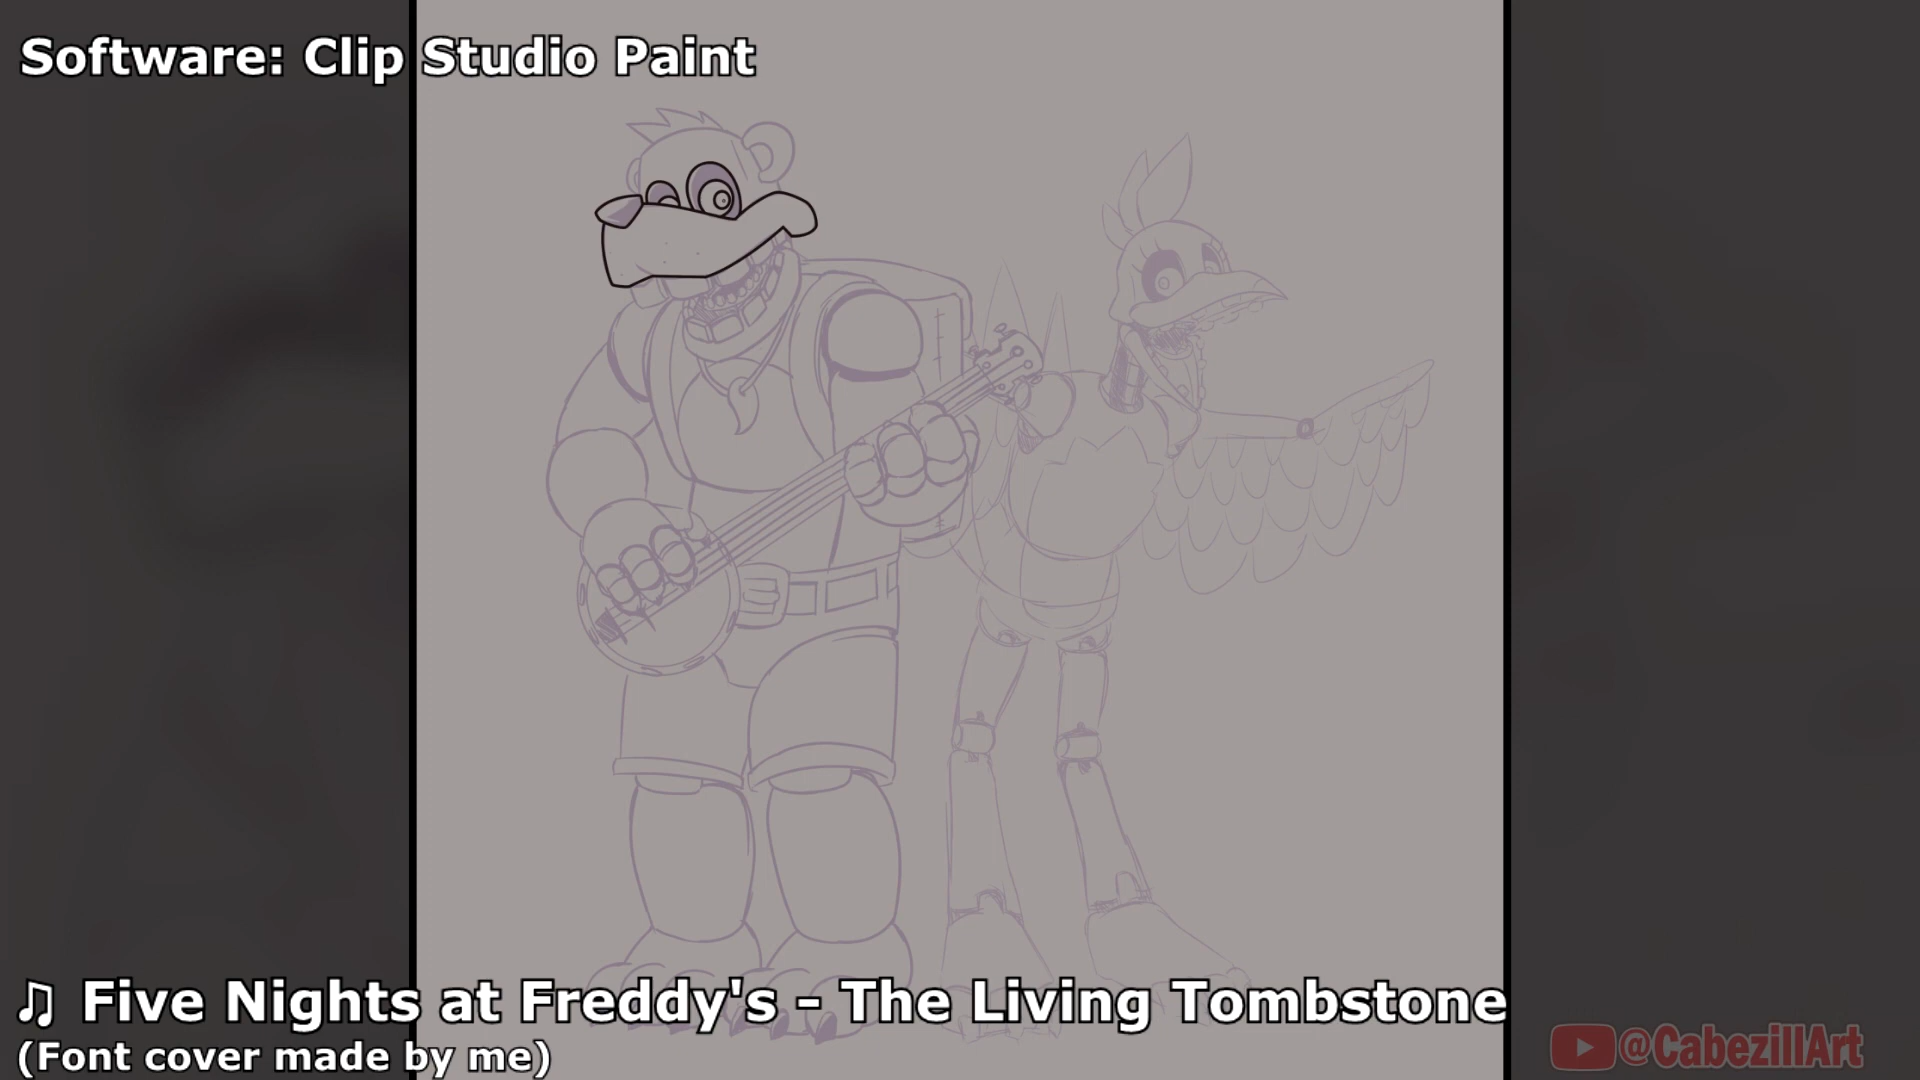 Software: Clip Studio Paint
♫ Five Nights at Freddy's - The Living Tombstone
(Font cover made by me)
@CabezillArt